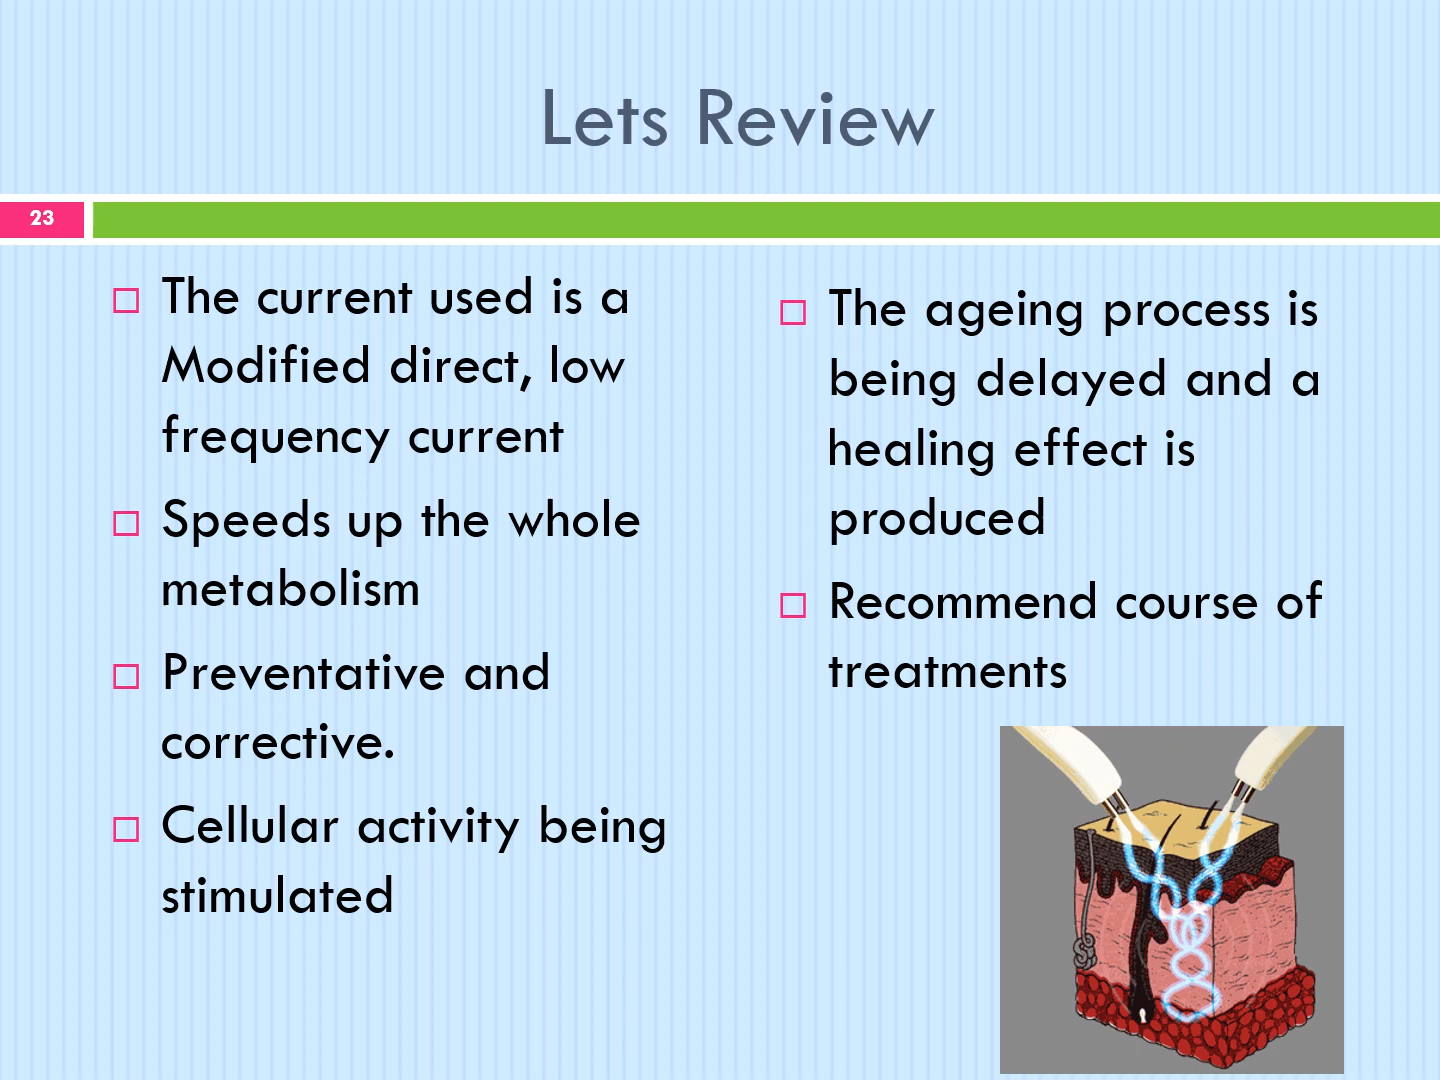 Lets Review
23
The current used is a
Modified direct, low
frequency current
Speeds up the whole
metabolism
Preventative and
corrective.
Cellular activity being
stimulated
The ageing process is
being delayed and a
healing effect is
produced
Recommend course of
treatments